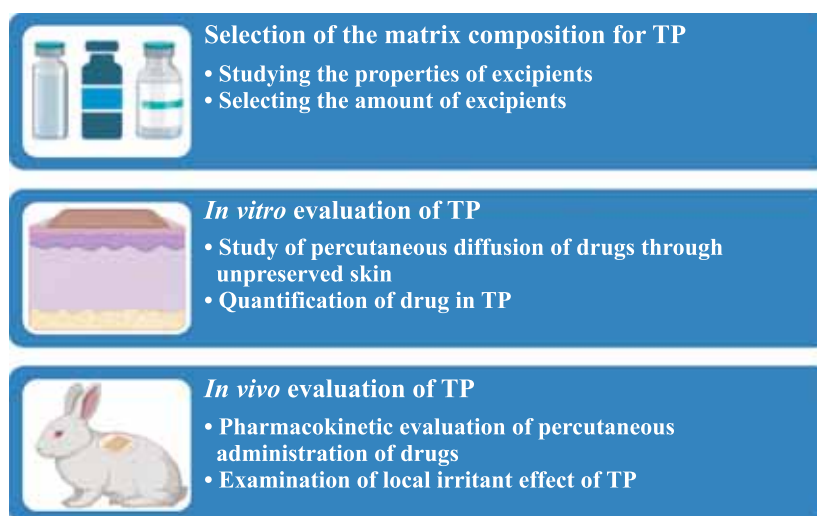 Selection of the matrix composition for TP
• Studying the properties of excipients
• Selecting the amount of excipients
In vitro evaluation of TP
• Study of percutaneous diffusion of drugs through
unpreserved skin
• Quantification of drug in TP
In vivo evaluation of TP
• Pharmacokinetic evaluation of percutaneous
administration of drugs
• Examination of local irritant effect of TP